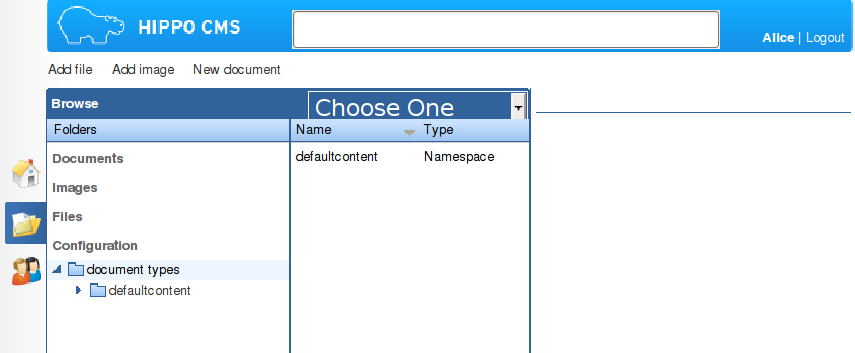 HIPPO CMS
Alice | Logout
Add file Add image New document
Browse Choose One
Folders Name Type
Documents defaultcontent Namespace
Images
Files
Configuration
document types
defaultcontent